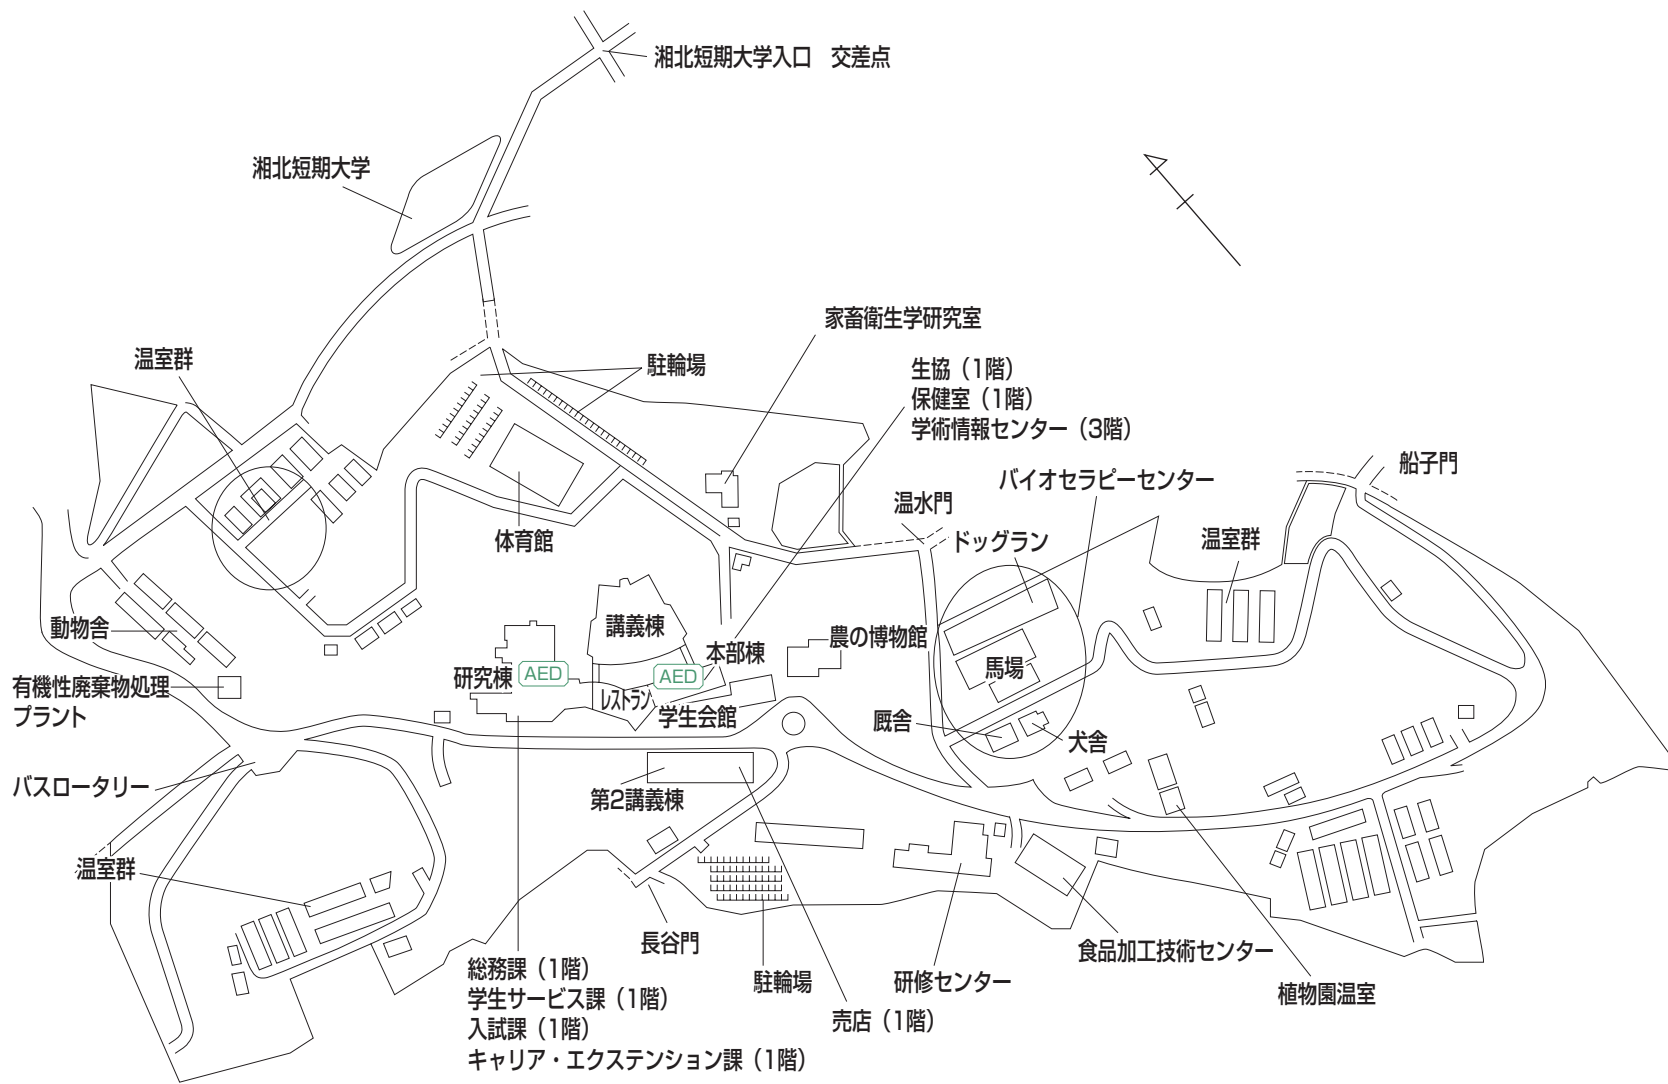 湘北短期大学入口　交差点
湘北短期大学
家畜衛生学研究室
温室群
駐輪場
生協（1階）
保健室（1階）
学術情報センター（3階）
船子門
バイオセラピーセンター
温水門
ドッグラン
温室群
体育館
動物舎
講義棟
農の博物館
本部棟
AED
AED
研究棟
馬場
有機性廃棄物処理
プラント
レストラン
学生会館
厩舎
犬舎
バスロータリー
第2講義棟
温室群
長谷門
食品加工技術センター
総務課（1階）
学生サービス課（1階）
入試課（1階）
キャリア・エクステンション課（1階）
駐輪場
研修センター
植物園温室
売店（1階）